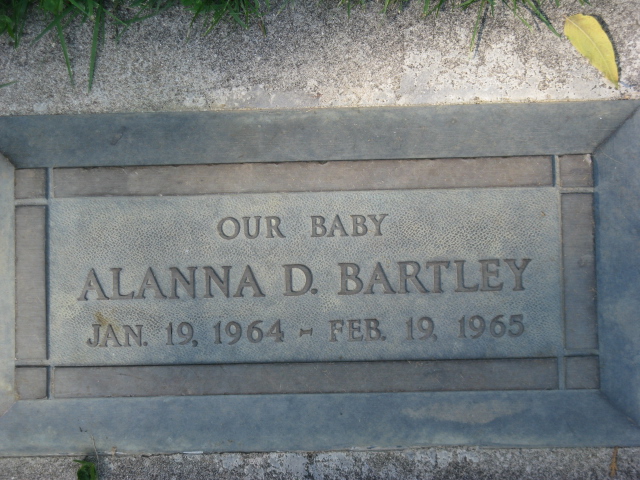 OUR BABY
ALANNA D. BARTLEY
JAN. 19, 1964 - FEB. 19, 1965